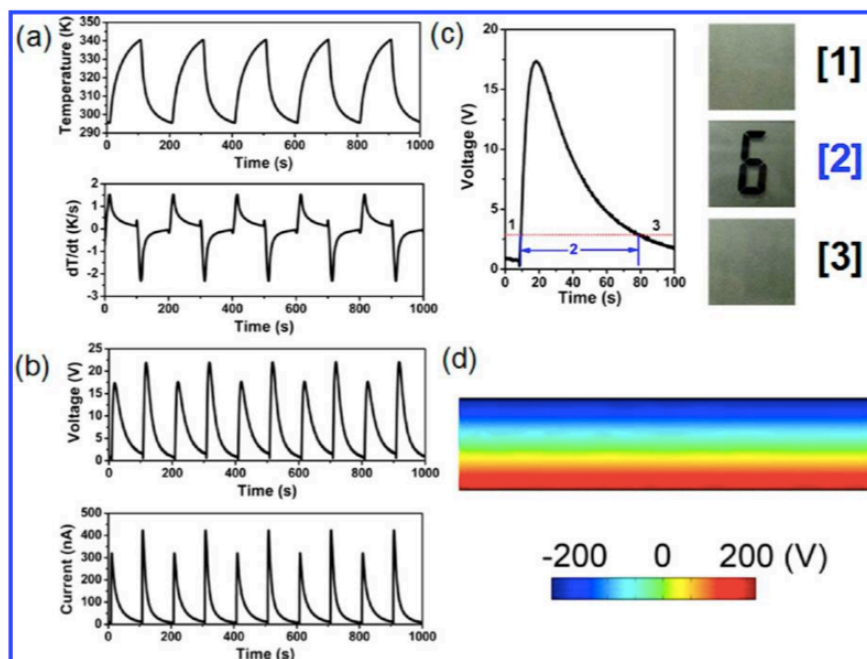 (a)
Temperature (K)
350
340
330
320
310
300
290
0 200 400 600 800 1000
Time (s)
dT/dt (K/s)
2
1
0
-1
-2
-3
0 200 400 600 800 1000
Time (s)
(b)
Voltage (V)
25
20
15
10
5
0
0 200 400 600 800 1000
Time (s)
Current (nA)
500
400
300
200
100
0
0 200 400 600 800 1000
Time (s)
(c)
Voltage (V)
20
15
10
5
0
1
2
3
0 20 40 60 80 100
Time (s)
[1]
6
[2]
[3]
(d)
-200 0 200 (V)